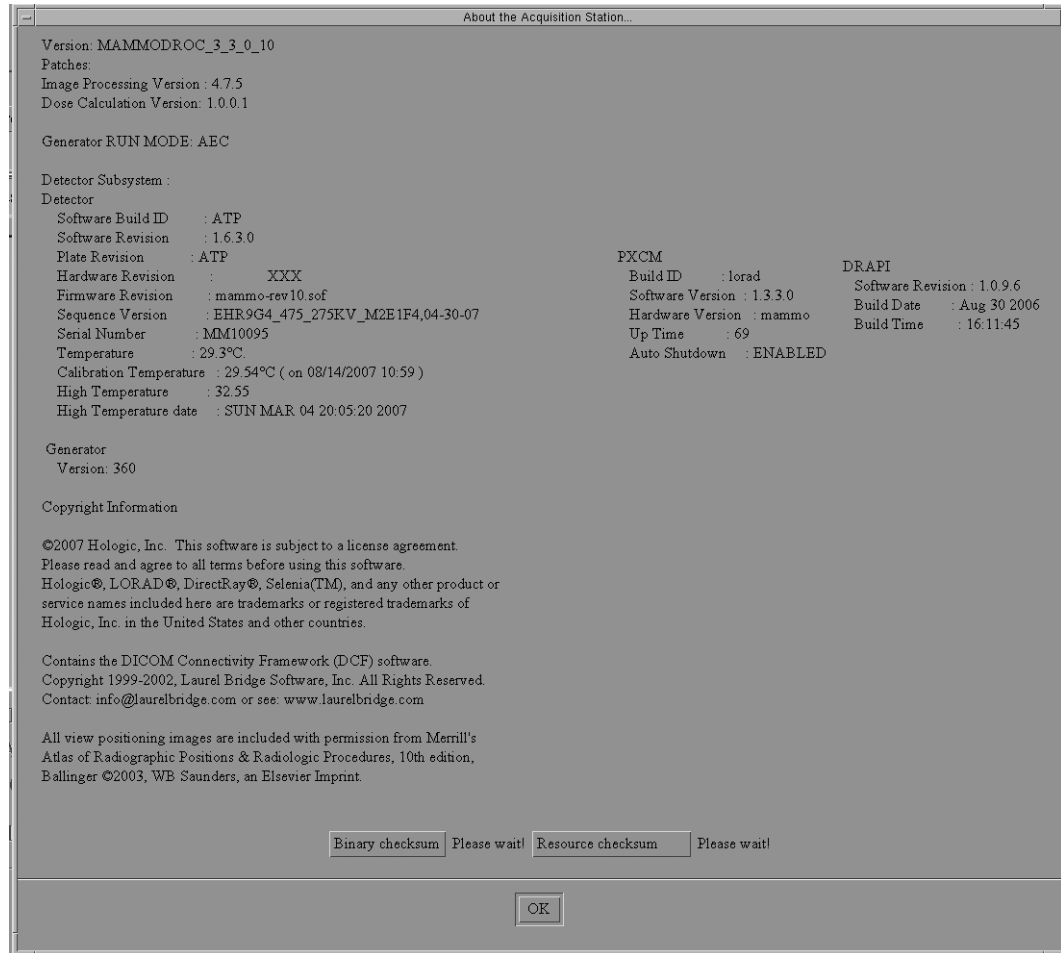 About the Acquisition Station...
Version: MAMMODROC_3_3_0_10
Patches:
Image Processing Version : 4.7.5
Dose Calculation Version: 1.0.0.1
Generator RUN MODE: AEC
Detector Subsystem :
Detector
Software Build ID : ATP
Software Revision : 1.6.3.0
Plate Revision : ATP
Hardware Revision : XXX
Firmware Revision : mammo-rev10.sof
Sequence Version : EHR9G4_475_275KV_M2E1F4,04-30-07
Serial Number : MM10095
Temperature : 29.3ºC.
Calibration Temperature : 29.54ºC ( on 08/14/2007 10:59 )
High Temperature : 32.55
High Temperature date : SUN MAR 04 20:05:20 2007
PXCM
Build ID : lorad
Software Version : 1.3.3.0
Hardware Version : mammo
Up Time : 69
Auto Shutdown : ENABLED
DRAPI
Software Revision : 1.0.9.6
Build Date : Aug 30 2006
Build Time : 16:11:45
Generator
Version: 360
Copyright Information
©2007 Hologic, Inc. This software is subject to a license agreement.
Please read and agree to all terms before using this software.
Hologic®, LORAD®, DirectRay®, Selenia(TM), and any other product or
service names included here are trademarks or registered trademarks of
Hologic, Inc. in the United States and other countries.
Contains the DICOM Connectivity Framework (DCF) software.
Copyright 1999-2002, Laurel Bridge Software, Inc. All Rights Reserved.
Contact: info@laurelbridge.com or see: www.laurelbridge.com
All view positioning images are included with permission from Merrill's
Atlas of Radiographic Positions & Radiologic Procedures, 10th edition,
Ballinger ©2003, WB Saunders, an Elsevier Imprint.
Binary checksum Please wait! Resource checksum Please wait!
OK